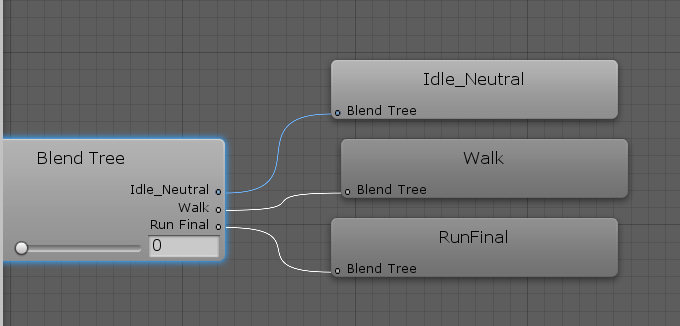 Blend Tree
Idle_Neutral
Walk
Run Final
0
Idle_Neutral
Blend Tree
Walk
Blend Tree
RunFinal
Blend Tree